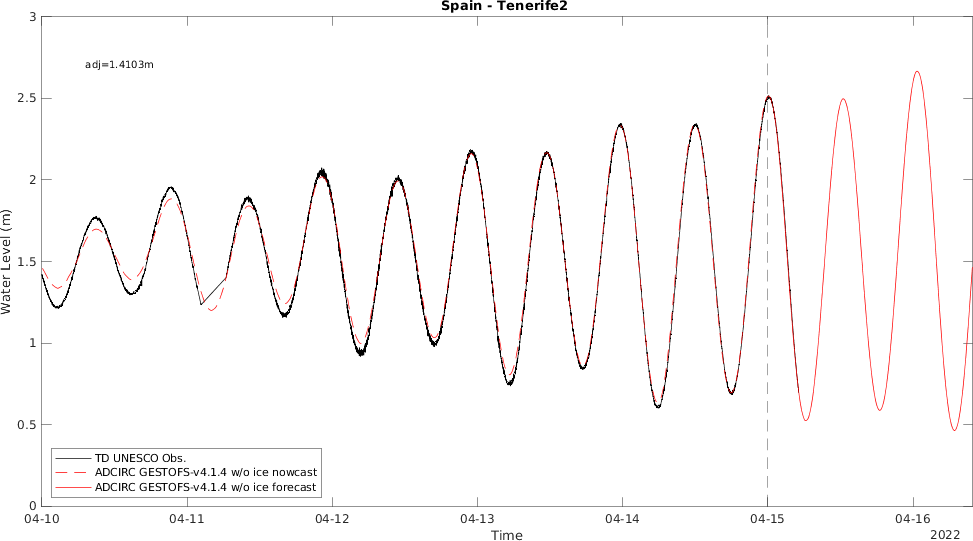 Spain - Tenerife2
adj=1.4103m
Water Level (m)
3
2.5
2
1.5
1
0.5
0
TD UNESCO Obs.
ADCIRC GESTOFS-v4.1.4 w/o ice nowcast
ADCIRC GESTOFS-v4.1.4 w/o ice forecast
04-10 04-11 04-12 04-13 04-14 04-15 04-16
Time
2022